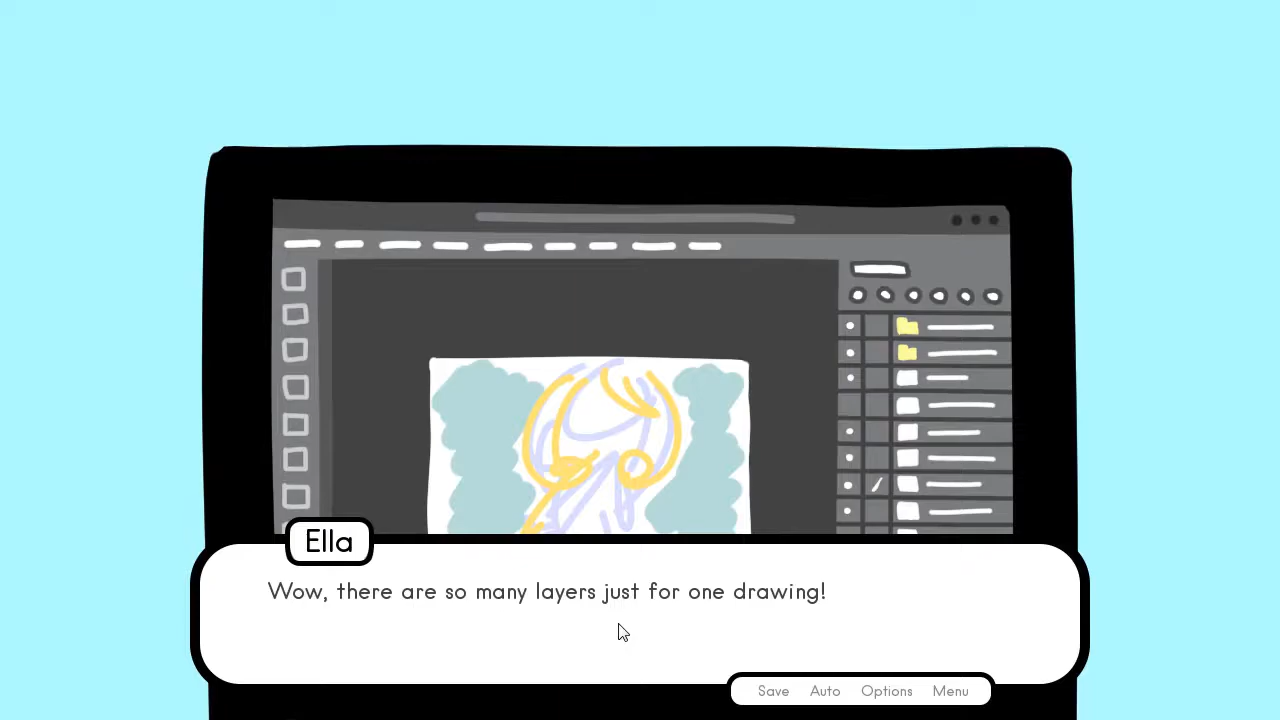 Ella
Wow, there are so many layers just for one drawing!
Save Auto Options Menu